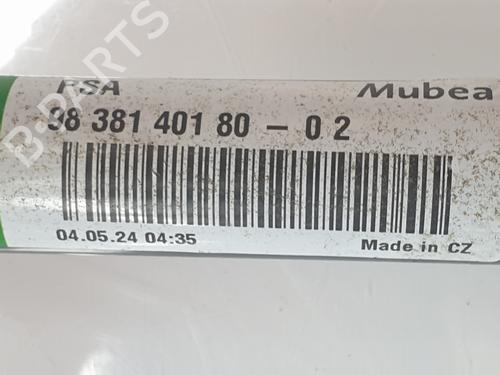 PSA Mubea
98 381 401 80 - 0 2
04.05.24 04:35 Made in CZ
B-PARTS